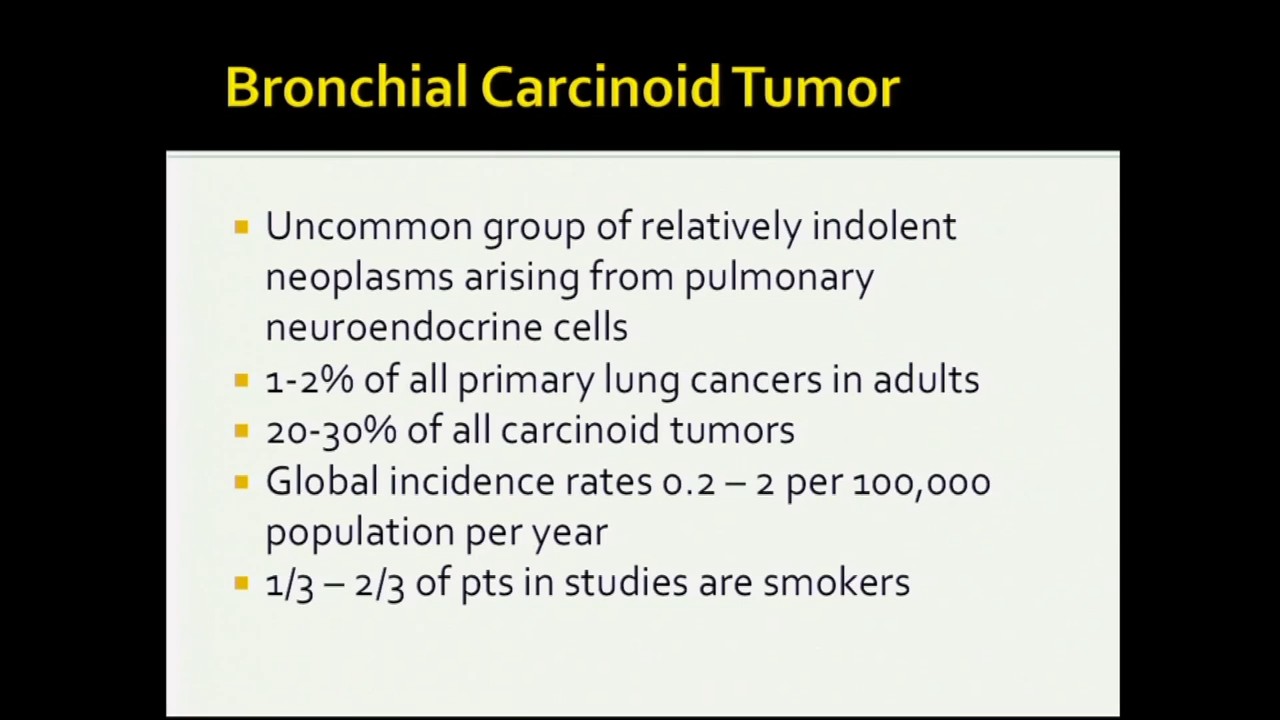 Bronchial Carcinoid Tumor
▪ Uncommon group of relatively indolent
neoplasms arising from pulmonary
neuroendocrine cells
▪ 1-2% of all primary lung cancers in adults
▪ 20-30% of all carcinoid tumors
▪ Global incidence rates 0.2 – 2 per 100,000
population per year
▪ 1/3 – 2/3 of pts in studies are smokers